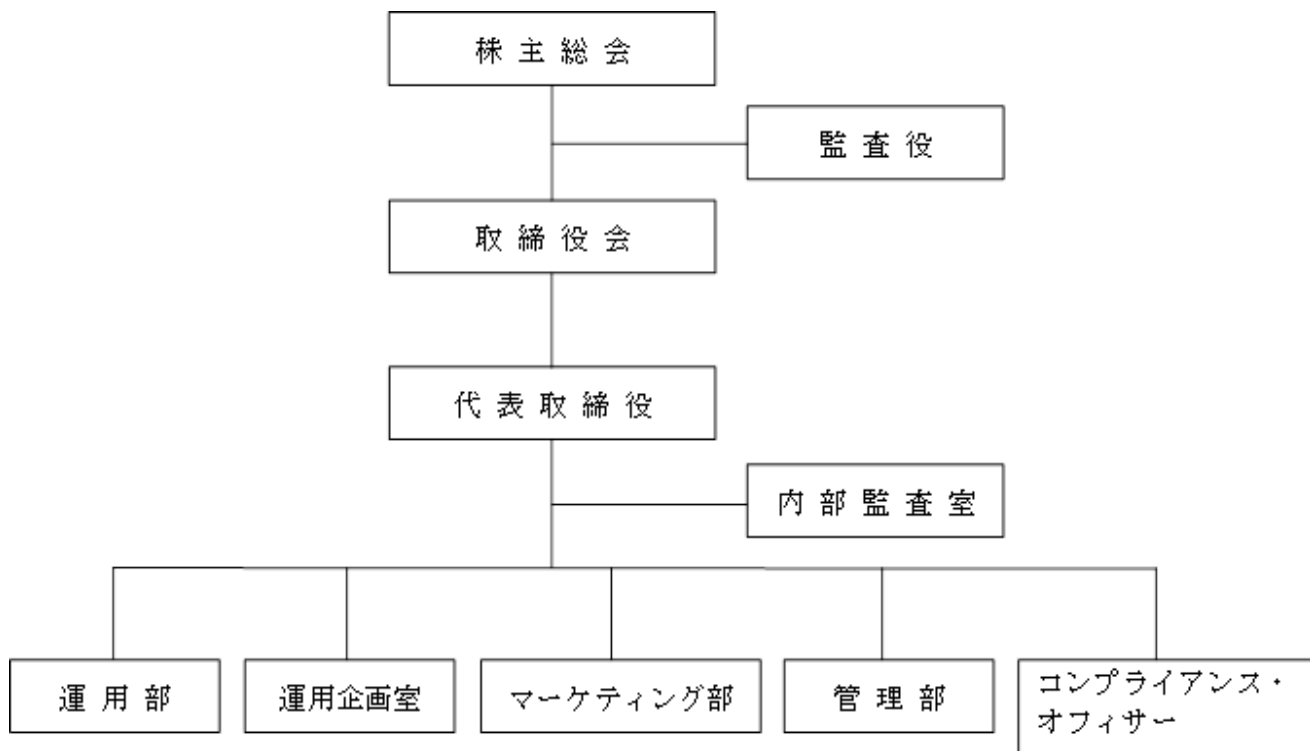 株主総会
監査役
取締役会
代表取締役
内部監査室
運用部
運用企画室
マーケティング部
管理部
コンプライアンス・
オフィサー